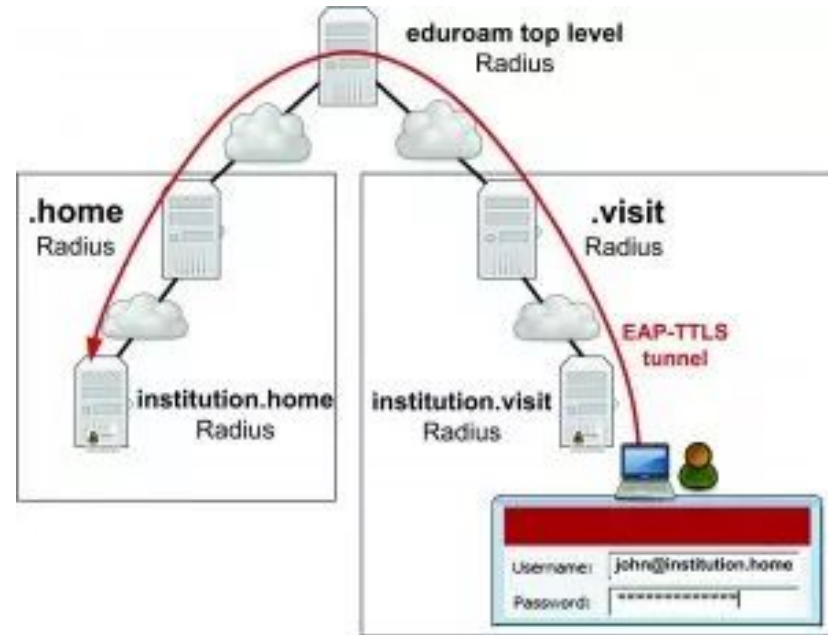 eduroam top level
Radius
.home
Radius
.visit
Radius
EAP-TTLS
tunnel
institution.home
Radius
institution.visit
Radius
Username: john@institution.home
Password: **************